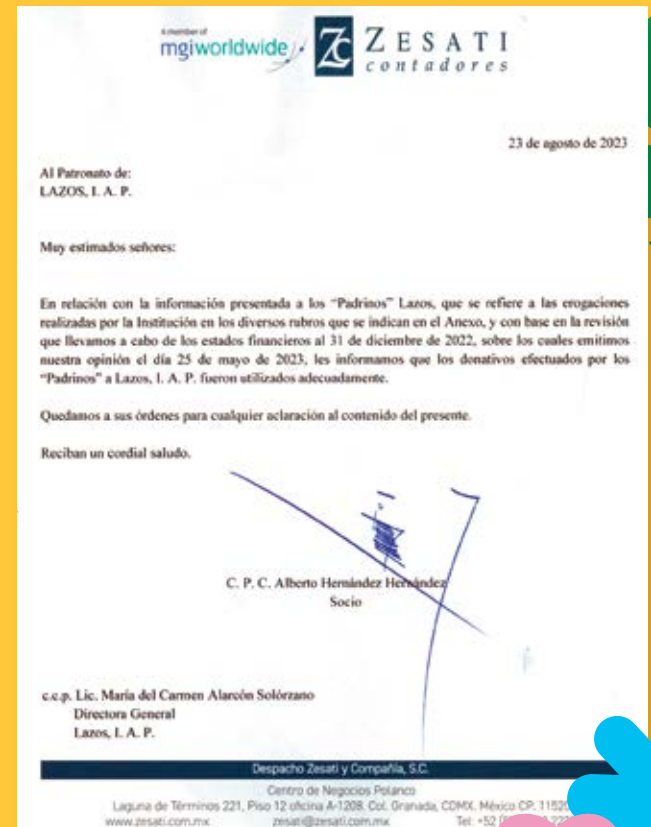 A member of
mgiworldwide
ZC ZESATI
contadores
23 de agosto de 2023
Al Patronato de:
LAZOS, I. A. P.
Muy estimados señores:
En relación con la información presentada a los “Padrinos” Lazos, que se refiere a las erogaciones
realizadas por la Institución en los diversos rubros que se indican en el Anexo, y con base en la revisión
que llevamos a cabo de los estados financieros al 31 de diciembre de 2022, sobre los cuales emitimos
nuestra opinión el día 25 de mayo de 2023, les informamos que los donativos efectuados por los
“Padrinos” a Lazos, I. A. P. fueron utilizados adecuadamente.
Quedamos a sus órdenes para cualquier aclaración al contenido del presente.
Reciban un cordial saludo.
C. P. C. Alberto Hernández Hernández
Socio
c.c.p. Lic. María del Carmen Alarcón Solórzano
Directora General
Lazos, I. A. P.
Despacho Zesati y Compañía, S.C.
Centro de Negocios Polanco
Laguna de Términos 221, Piso 12 oficina A-1208. Col. Granada, CDMX. México CP. 11520
www.zesati.com.mx zesati@zesati.com.mx Tel: +52